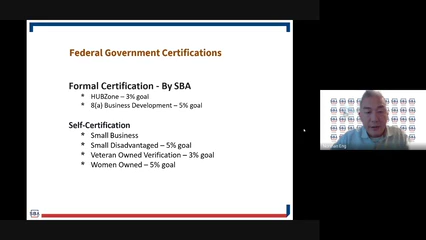 Federal Government Certifications
Formal Certification - By SBA
* HUBZone – 3% goal
* 8(a) Business Development – 5% goal
Self-Certification
* Small Business
* Small Disadvantaged – 5% goal
* Veteran Owned Verification – 3% goal
* Women Owned – 5% goal
SBA